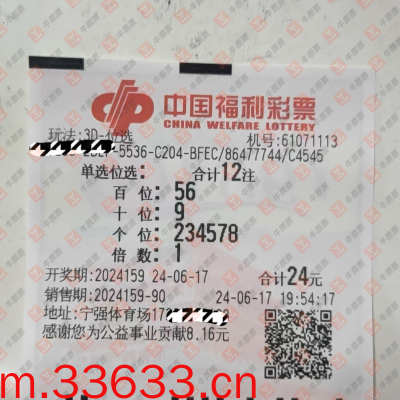 中国福利彩票
CHINA WELFARE LOTTERY
玩法:3D-位选 机号:61071113
-5536-C204-BFEC/86477744/C4545
单选位选: 合计12注
百 位: 56
十 位: 9
个 位: 234578
倍 数: 1
开奖期:2024159 24-06-17 合计24元
销售期:2024159-90 24-06-17 19:54:17
地址:宁强体育场17
感谢您为公益事业贡献8.16元
m.33633.cn